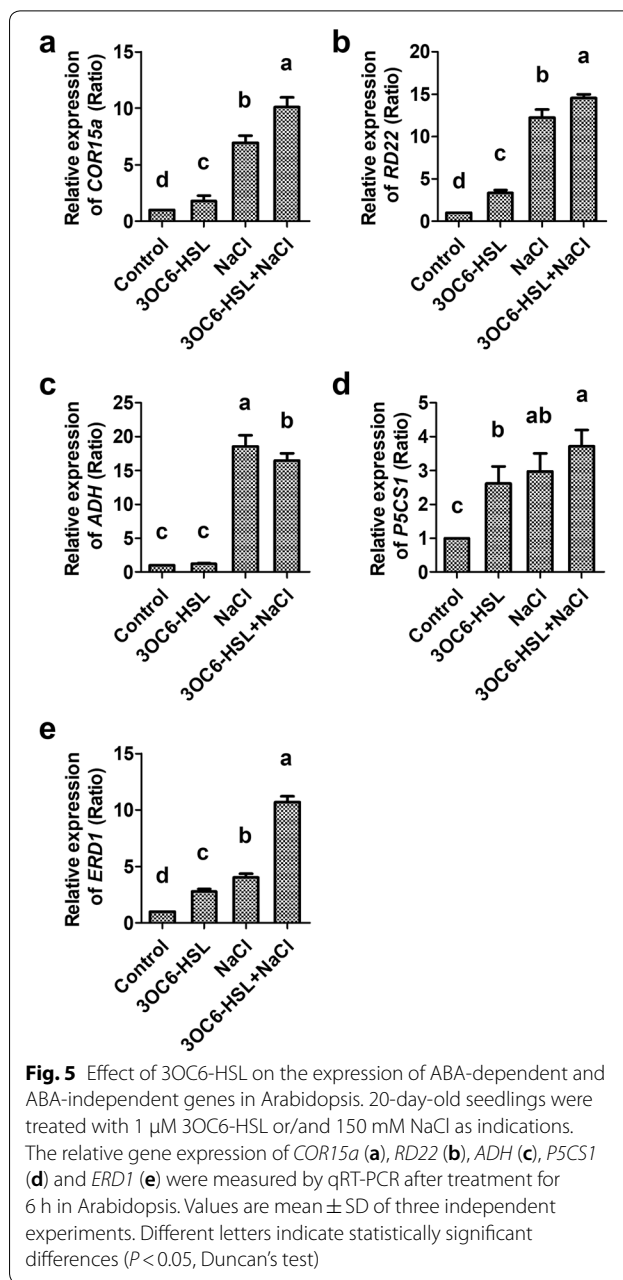 a
Relative expression
of COR15a (Ratio)
15
10
5
0
d
c
b
a
Control
3OC6-HSL
NaCl
3OC6-HSL+NaCl
b
Relative expression
of RD22 (Ratio)
20
15
10
5
0
d
c
b
a
Control
3OC6-HSL
NaCl
3OC6-HSL+NaCl
c
Relative expression
of ADH (Ratio)
25
20
15
10
5
0
c
c
a
b
Control
3OC6-HSL
NaCl
3OC6-HSL+NaCl
d
Relative expression
of P5CS1 (Ratio)
5
4
3
2
1
0
c
b
ab
a
Control
3OC6-HSL
NaCl
3OC6-HSL+NaCl
e
Relative expression
of ERD1 (Ratio)
15
10
5
0
d
c
b
a
Control
3OC6-HSL
NaCl
3OC6-HSL+NaCl
Fig. 5 Effect of 3OC6-HSL on the expression of ABA-dependent and
ABA-independent genes in Arabidopsis. 20-day-old seedlings were
treated with 1 μM 3OC6-HSL or/and 150 mM NaCl as indications.
The relative gene expression of COR15a (a), RD22 (b), ADH (c), P5CS1
(d) and ERD1 (e) were measured by qRT-PCR after treatment for
6 h in Arabidopsis. Values are mean ± SD of three independent
experiments. Different letters indicate statistically significant
differences (P < 0.05, Duncan's test)